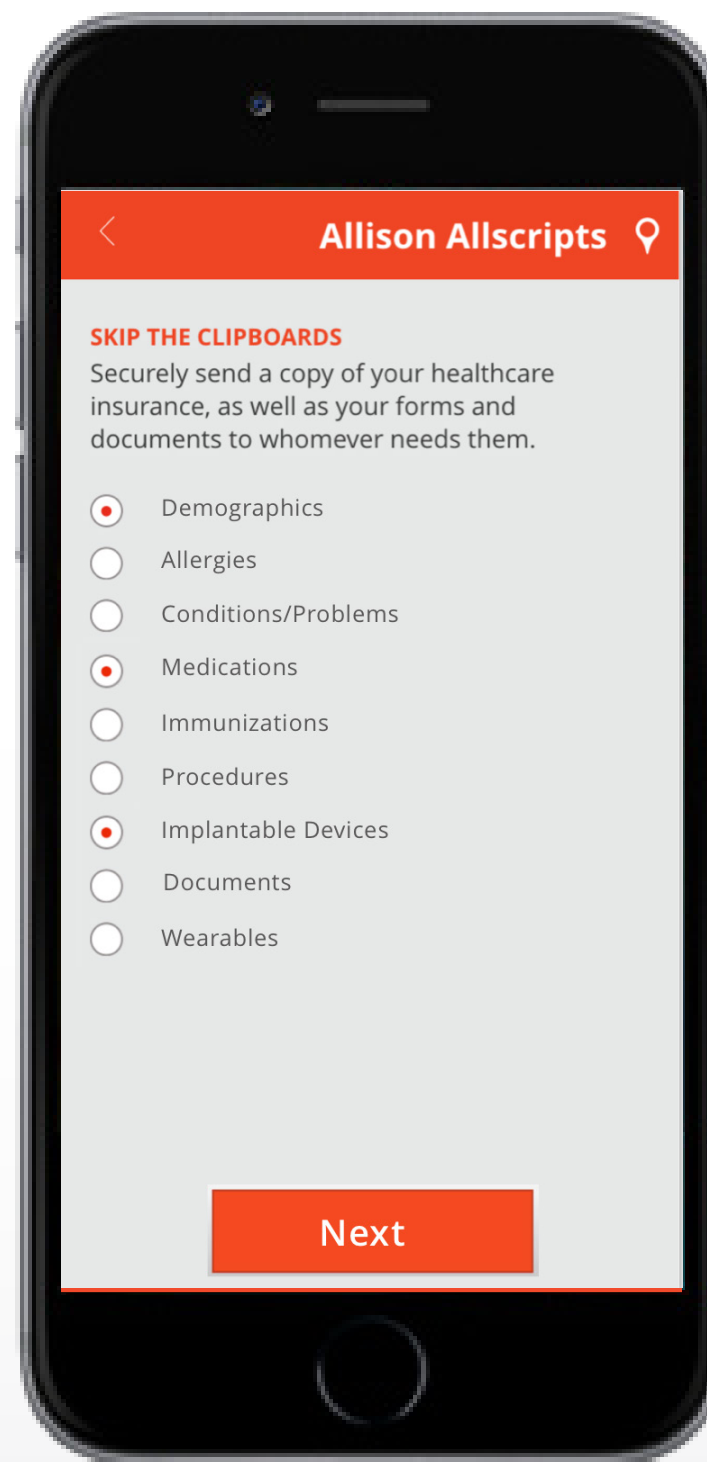 Allison Allscripts
SKIP THE CLIPBOARDS
Securely send a copy of your healthcare
insurance, as well as your forms and
documents to whomever needs them.
Demographics
Allergies
Conditions/Problems
Medications
Immunizations
Procedures
Implantable Devices
Documents
Wearables
Next